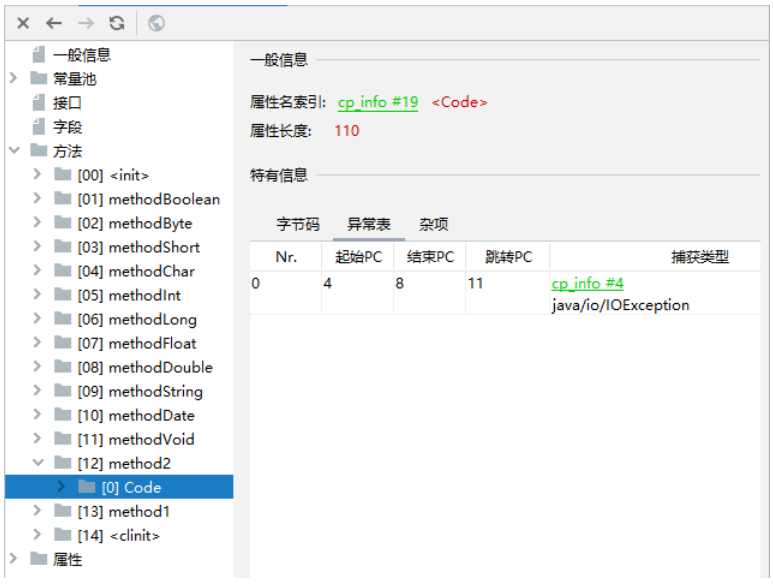 一般信息
常量池
接口
字段
方法
[00] <init>
[01] methodBoolean
[02] methodByte
[03] methodShort
[04] methodChar
[05] methodInt
[06] methodLong
[07] methodFloat
[08] methodDouble
[09] methodString
[10] methodDate
[11] methodVoid
[12] method2
[0] Code
[13] method1
[14] <clinit>
属性
一般信息
属性名索引: cp_info #19 <Code>
属性长度: 110
特有信息
字节码 异常表 杂项
Nr. 起始PC 结束PC 跳转PC 捕获类型
0 4 8 11 cp_info #4
java/io/IOException